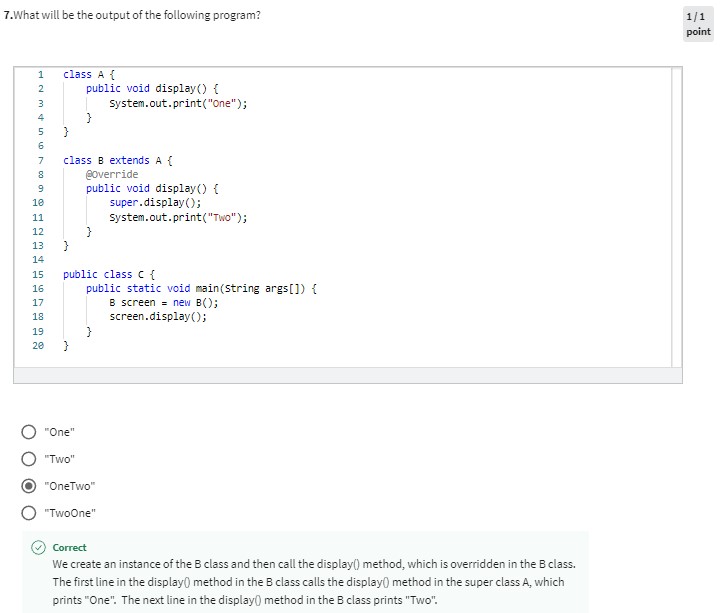 7.What will be the output of the following program?
1/1
point
1 class A {
2 public void display() {
3 System.out.print("One");
4 }
5 }
6
7 class B extends A {
8 @Override
9 public void display() {
10 super.display();
11 System.out.print("Two");
12 }
13 }
14
15 public class C {
16 public static void main(String args[]) {
17 B screen = new B();
18 screen.display();
19 }
20 }
"One"
"Two"
"OneTwo"
"TwoOne"
Correct
We create an instance of the B class and then call the display() method, which is overridden in the B class.
The first line in the display() method in the B class calls the display() method in the super class A, which
prints "One". The next line in the display() method in the B class prints "Two".